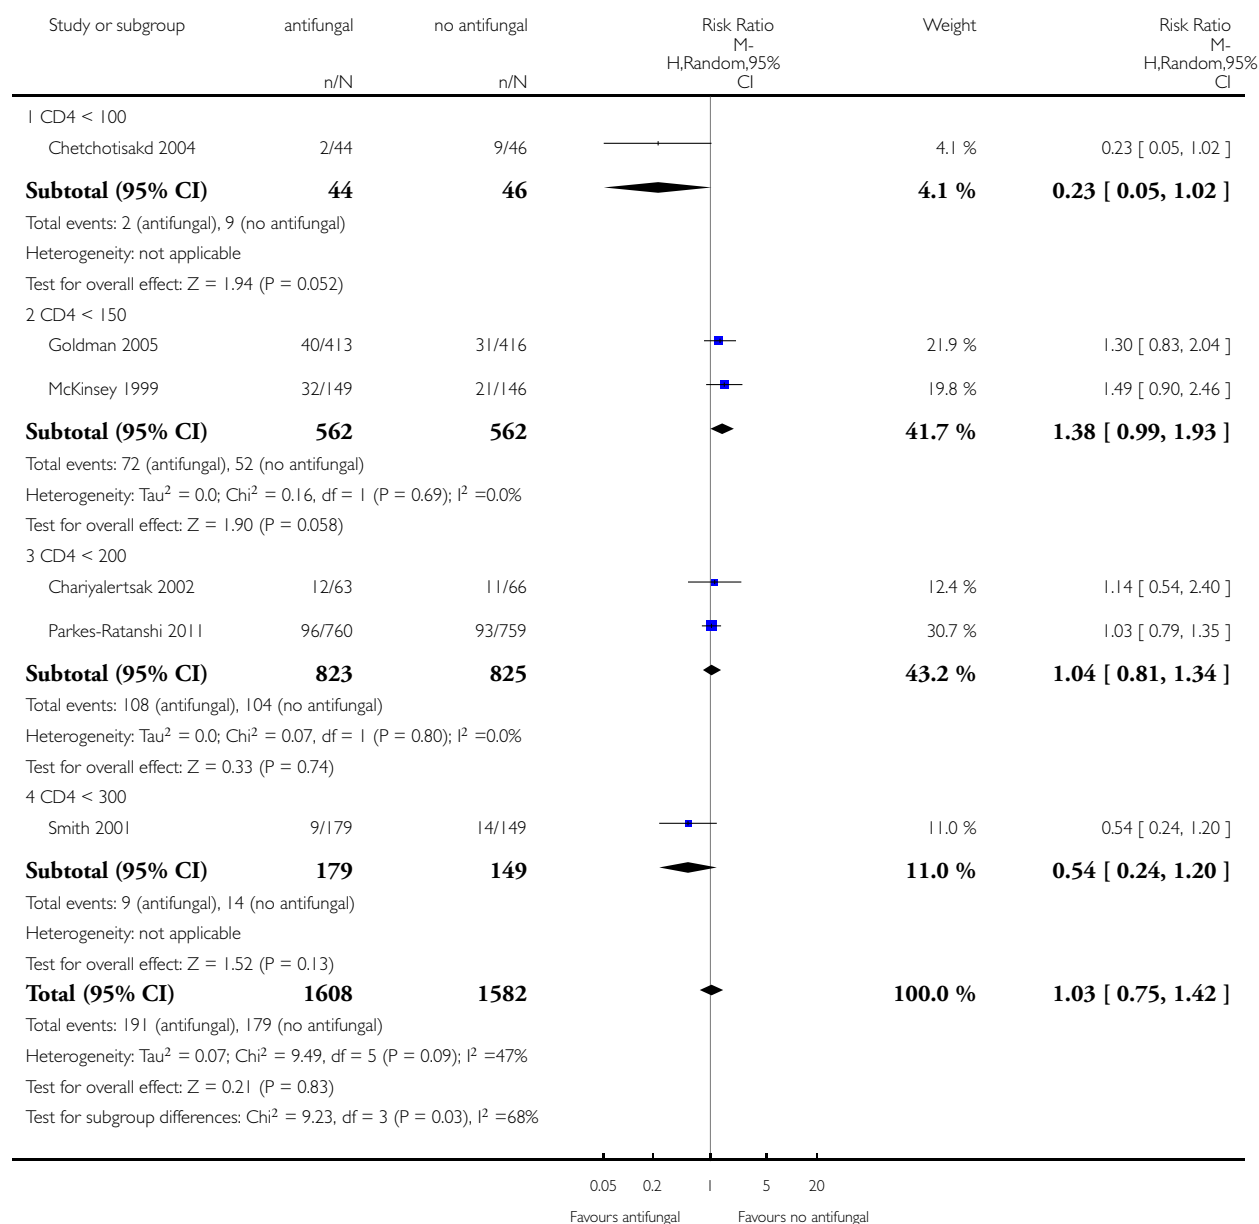 Study or subgroup antifungal no antifungal Risk Ratio Weight Risk Ratio
M- M-
H,Random,95% H,Random,95%
n/N n/N CI CI
1 CD4 < 100
Chetchotisakd 2004 2/44 9/46 4.1 % 0.23 [ 0.05, 1.02 ]
Subtotal (95% CI) 44 46 4.1 % 0.23 [ 0.05, 1.02 ]
Total events: 2 (antifungal), 9 (no antifungal)
Heterogeneity: not applicable
Test for overall effect: Z = 1.94 (P = 0.052)
2 CD4 < 150
Goldman 2005 40/413 31/416 21.9 % 1.30 [ 0.83, 2.04 ]
McKinsey 1999 32/149 21/146 19.8 % 1.49 [ 0.90, 2.46 ]
Subtotal (95% CI) 562 562 41.7 % 1.38 [ 0.99, 1.93 ]
Total events: 72 (antifungal), 52 (no antifungal)
Heterogeneity: Tau² = 0.0; Chi² = 0.16, df = 1 (P = 0.69); I² =0.0%
Test for overall effect: Z = 1.90 (P = 0.058)
3 CD4 < 200
Chariyalertsak 2002 12/63 11/66 12.4 % 1.14 [ 0.54, 2.40 ]
Parkes-Ratanshi 2011 96/760 93/759 30.7 % 1.03 [ 0.79, 1.35 ]
Subtotal (95% CI) 823 825 43.2 % 1.04 [ 0.81, 1.34 ]
Total events: 108 (antifungal), 104 (no antifungal)
Heterogeneity: Tau² = 0.0; Chi² = 0.07, df = 1 (P = 0.80); I² =0.0%
Test for overall effect: Z = 0.33 (P = 0.74)
4 CD4 < 300
Smith 2001 9/179 14/149 11.0 % 0.54 [ 0.24, 1.20 ]
Subtotal (95% CI) 179 149 11.0 % 0.54 [ 0.24, 1.20 ]
Total events: 9 (antifungal), 14 (no antifungal)
Heterogeneity: not applicable
Test for overall effect: Z = 1.52 (P = 0.13)
Total (95% CI) 1608 1582 100.0 % 1.03 [ 0.75, 1.42 ]
Total events: 191 (antifungal), 179 (no antifungal)
Heterogeneity: Tau² = 0.07; Chi² = 9.49, df = 5 (P = 0.09); I² =47%
Test for overall effect: Z = 0.21 (P = 0.83)
Test for subgroup differences: Chi² = 9.23, df = 3 (P = 0.03), I² =68%
0.05 0.2 1 5 20
Favours antifungal Favours no antifungal